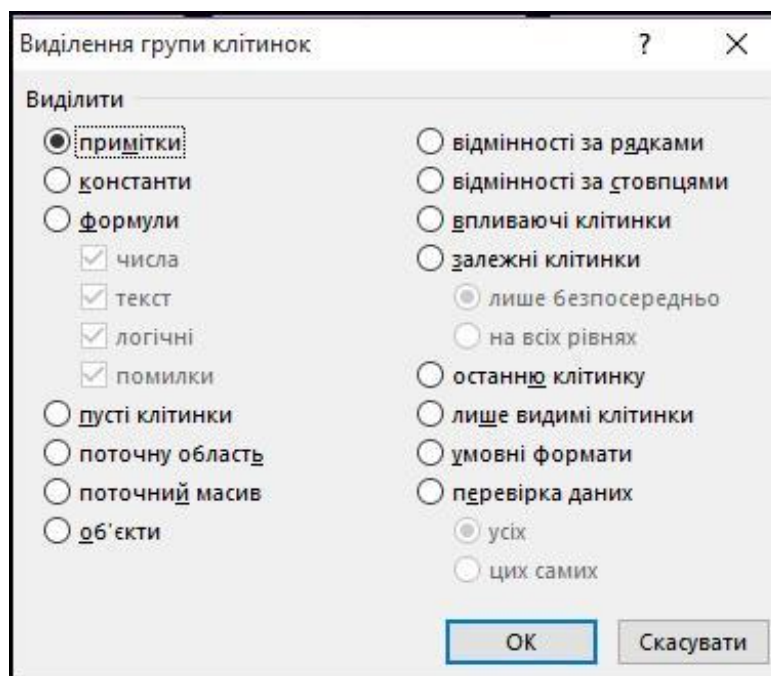 Виділення групи клітинок ?
Виділити
примітки
константи
формули
числа
текст
логічні
помилки
пусті клітинки
поточну область
поточний масив
об'єкти
відмінності за рядками
відмінності за стовпцями
впливаючі клітинки
залежні клітинки
лише безпосередньо
на всіх рівнях
останню клітинку
лише видимі клітинки
умовні формати
перевірка даних
усіх
цих самих
ОК
Скасувати